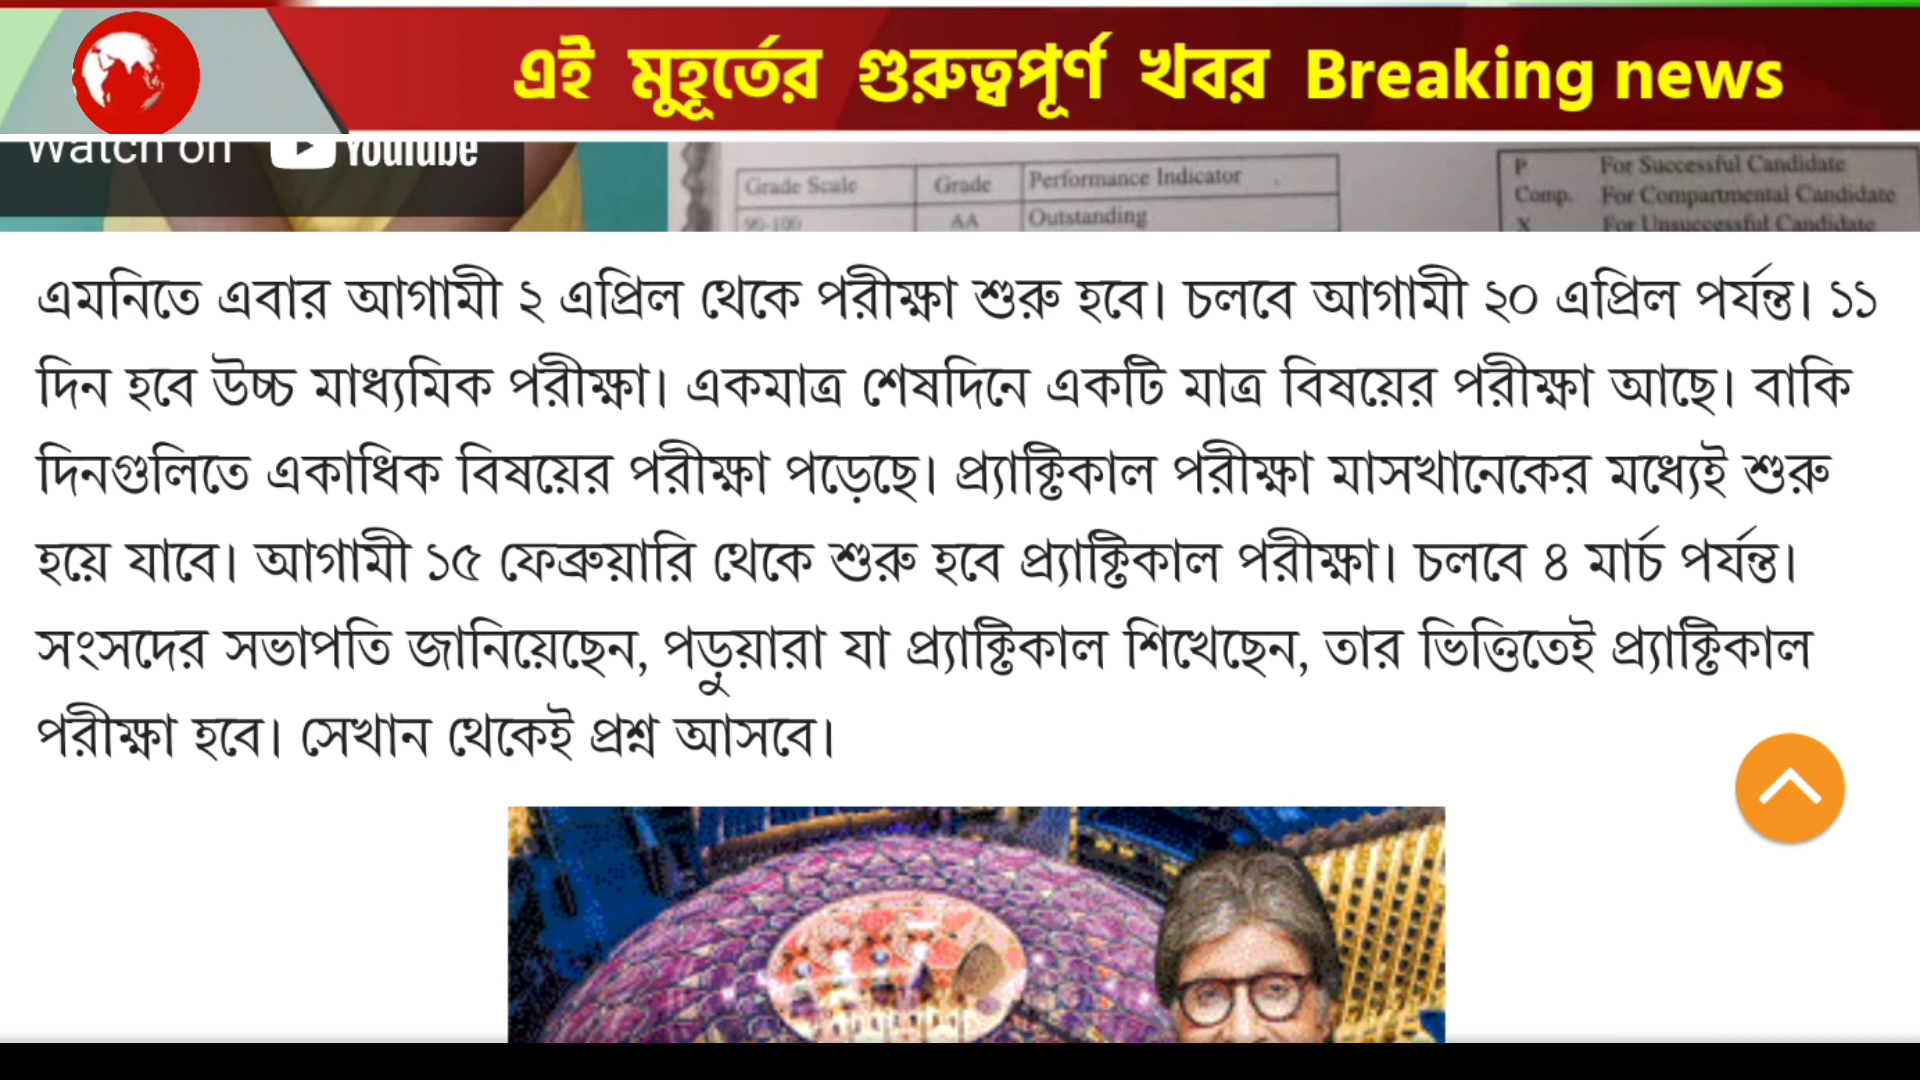 এই মুহূর্তের গুরুত্বপূর্ণ খবর Breaking news
Watch on YouTube
Grade Scale Grade Performance Indicator
90-100 AA Outstanding
P For Successful Candidate
Comp. For Compartmental Candidate
X For Unsuccessful Candidate
এমনিতে এবার আগামী ২ এপ্রিল থেকে পরীক্ষা শুরু হবে। চলবে আগামী ২০ এপ্রিল পর্যন্ত। ১১
দিন হবে উচ্চ মাধ্যমিক পরীক্ষা। একমাত্র শেষদিনে একটি মাত্র বিষয়ের পরীক্ষা আছে। বাকি
দিনগুলিতে একাধিক বিষয়ের পরীক্ষা পড়েছে। প্র্যাক্টিকাল পরীক্ষা মাসখানেকের মধ্যেই শুরু
হয়ে যাবে। আগামী ১৫ ফেব্রুয়ারি থেকে শুরু হবে প্র্যাক্টিকাল পরীক্ষা। চলবে ৪ মার্চ পর্যন্ত।
সংসদের সভাপতি জানিয়েছেন, পড়ুয়ারা যা প্র্যাক্টিকাল শিখেছেন, তার ভিত্তিতেই প্র্যাক্টিকাল
পরীক্ষা হবে। সেখান থেকেই প্রশ্ন আসবে।